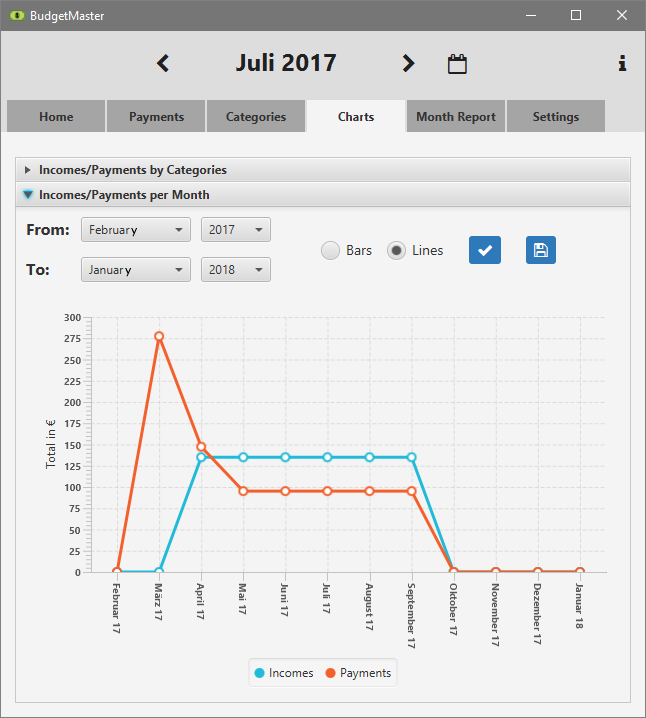 BudgetMaster
Juli 2017
Home Payments Categories Charts Month Report Settings
Incomes/Payments by Categories
Incomes/Payments per Month
From: February 2017
Bars Lines
To: January 2018
300
275
250
225
200
175
150
125
100
75
50
25
0
Total in €
Februar 17
März 17
April 17
Mai 17
Juni 17
Juli 17
August 17
September 17
Oktober 17
November 17
Dezember 17
Januar 18
Incomes Payments